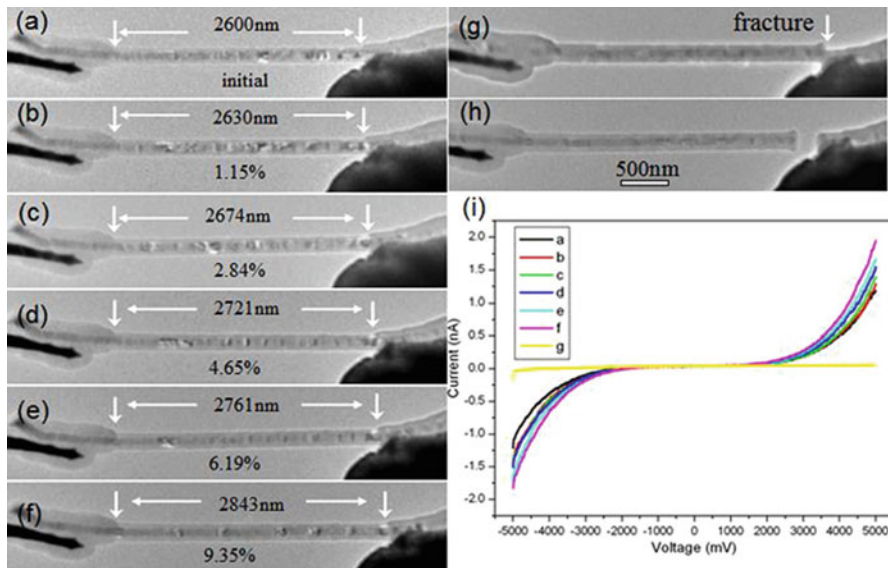 (a)
2600nm
initial
(b)
2630nm
1.15%
(c)
2674nm
2.84%
(d)
2721nm
4.65%
(e)
2761nm
6.19%
(f)
2843nm
9.35%
(g)
fracture
(h)
500nm
(i)
a
b
c
d
e
f
g
Current (nA)
2.0
1.5
1.0
0.5
0.0
-0.5
-1.0
-1.5
-2.0
-5000 -4000 -3000 -2000 -1000 0 1000 2000 3000 4000 5000
Voltage (mV)